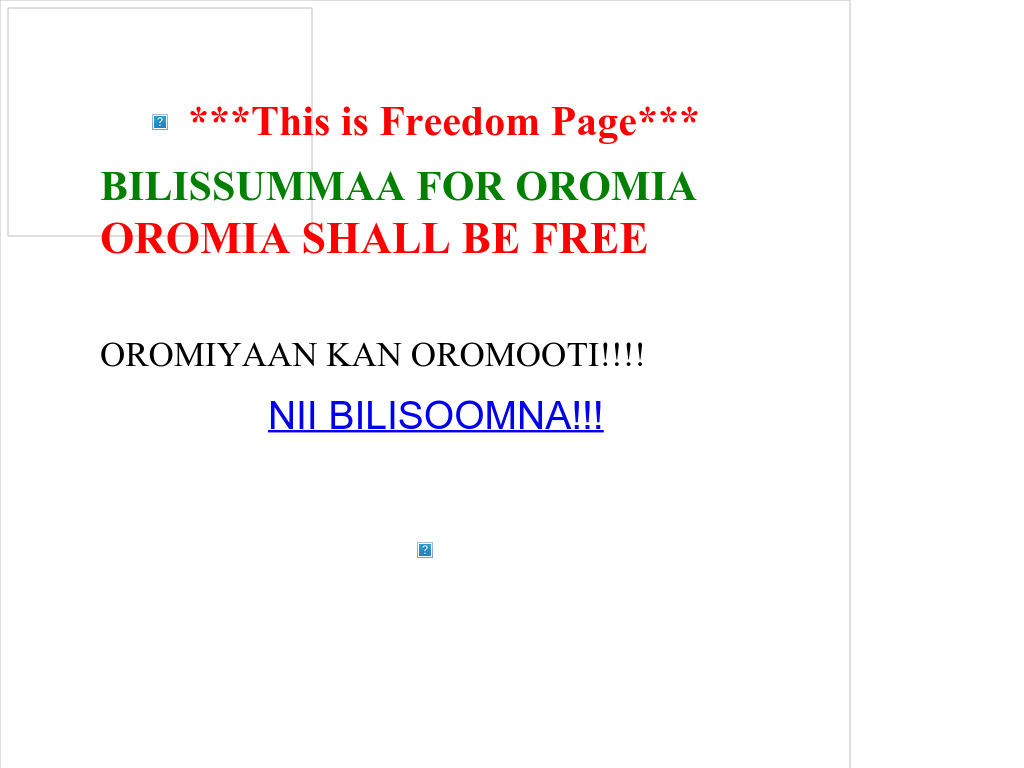 ***This is Freedom Page***
BILISSUMMAA FOR OROMIA
OROMIA SHALL BE FREE
OROMIYAAN KAN OROMOOTI!!!!
NII BILISOOMNA!!!